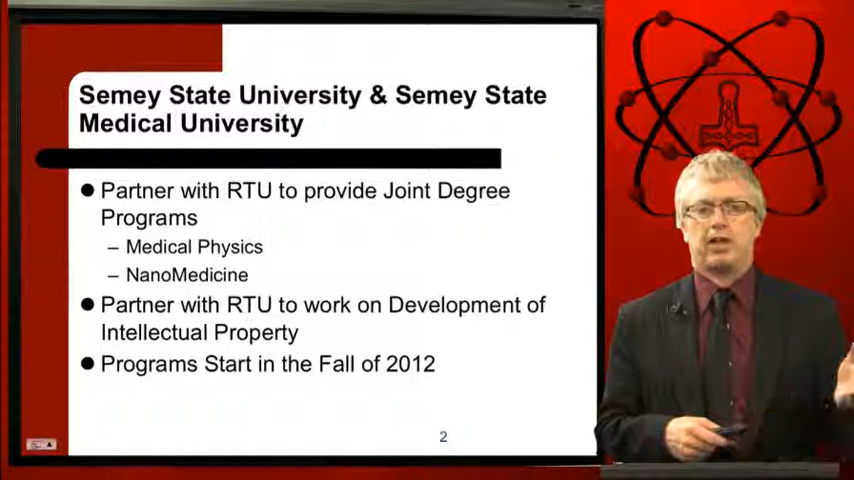 Semey State University & Semey State
Medical University
● Partner with RTU to provide Joint Degree
Programs
– Medical Physics
– NanoMedicine
● Partner with RTU to work on Development of
Intellectual Property
● Programs Start in the Fall of 2012
2